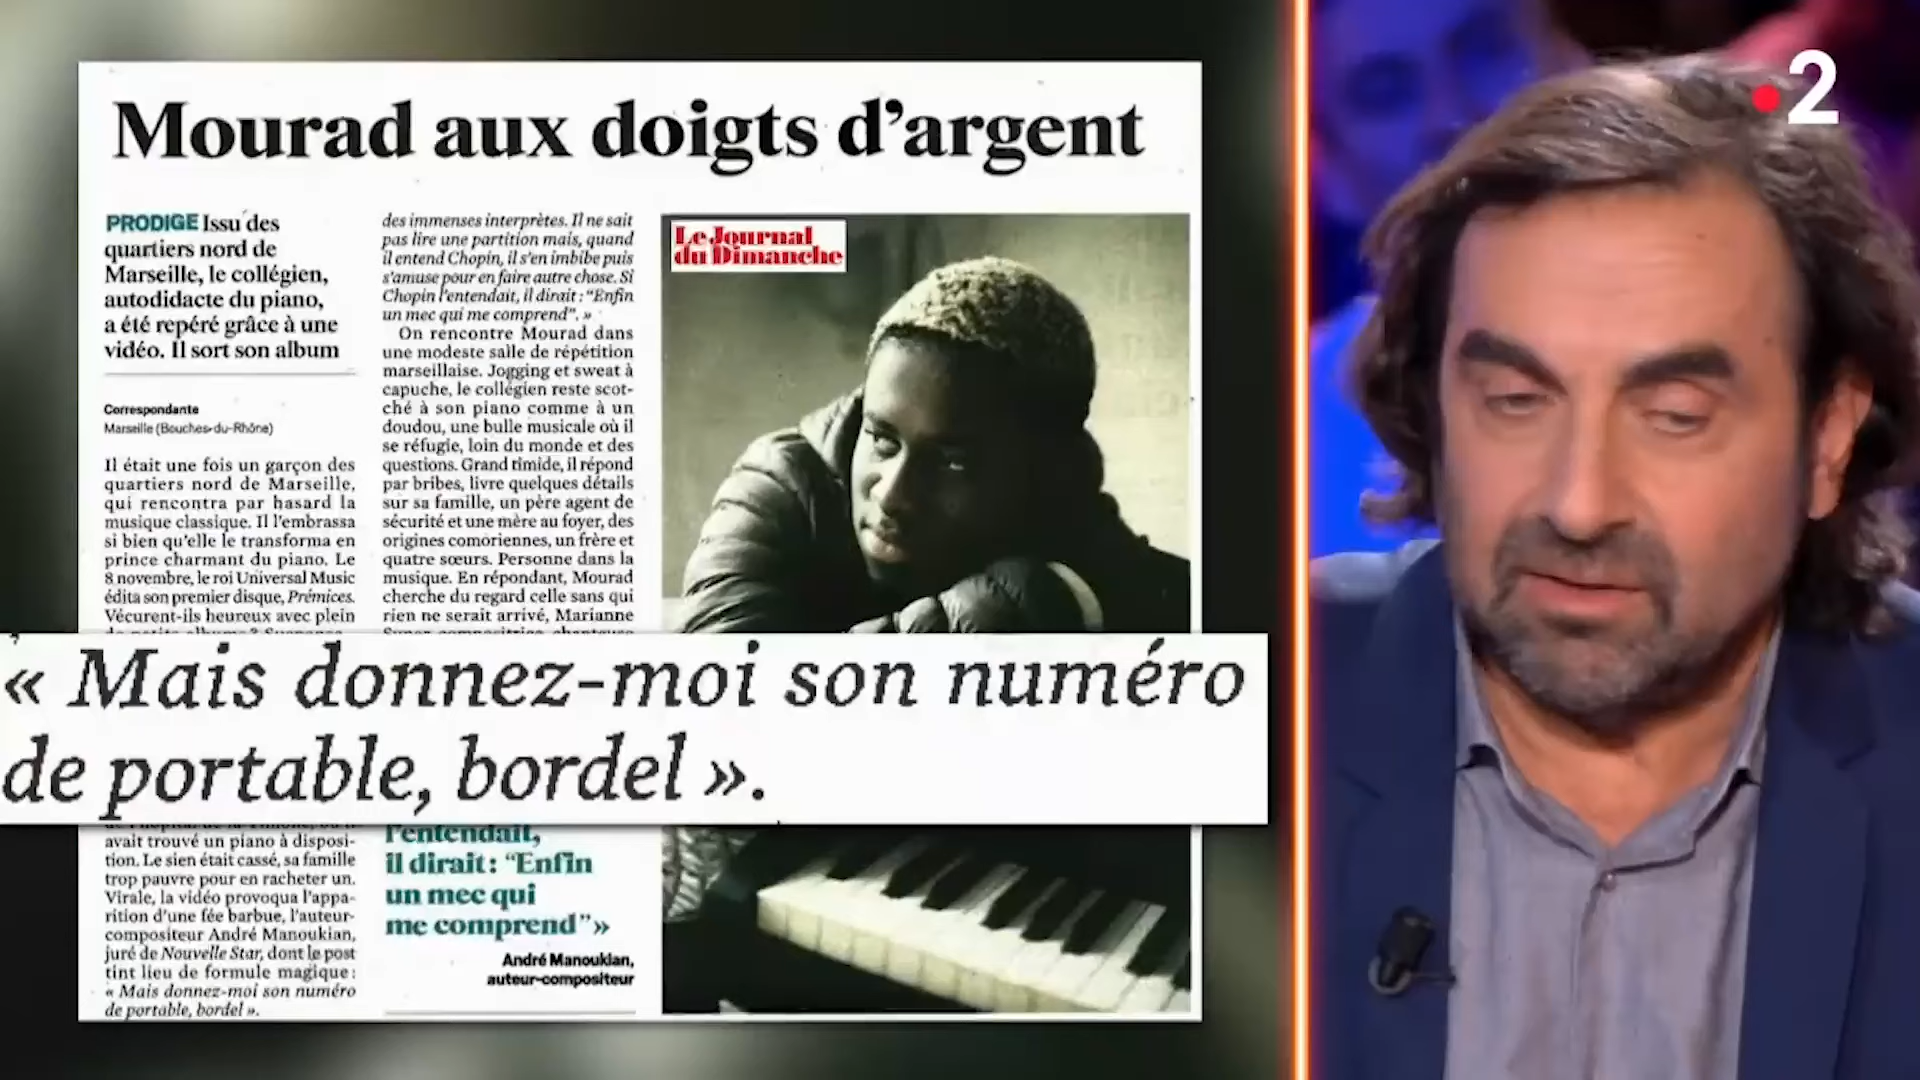 Mourad aux doigts d'argent
PRODIGE Issu des
quartiers nord de
Marseille, le collégien,
autodidacte du piano,
a été repéré grâce à une
vidéo. Il sort son album
Correspondante
Marseille (Bouches-du-Rhône)
Il était une fois un garçon des
quartiers nord de Marseille,
qui rencontra par hasard la
musique classique. Il l'embrassa
si bien qu'elle le transforma en
prince charmant du piano. Le
8 novembre, le roi Universal Music
édita son premier disque, Prémices.
Vécurent-ils heureux avec plein
des immenses interprètes. Il ne sait
pas lire une partition mais, quand
il entend Chopin, il s'en imbibe puis
s'amuse pour en faire autre chose. Si
Chopin l'entendait, il dirait : "Enfin
un mec qui me comprend". »
On rencontre Mourad dans
une modeste salle de répétition
marseillaise. Jogging et sweat à
capuche, le collégien reste scot-
ché à son piano comme à un
doudou, une bulle musicale où il
se réfugie, loin du monde et des
questions. Grand timide, il répond
par bribes, livre quelques détails
sur sa famille, un père agent de
sécurité et une mère au foyer, des
origines comoriennes, un frère et
quatre sœurs. Personne dans la
musique. En répondant, Mourad
cherche du regard celle sans qui
rien ne serait arrivé, Marianne
Le Journal
du Dimanche
2
« Mais donnez-moi son numéro
de portable, bordel ».
avait trouvé un piano à disposi-
tion. Le sien était cassé, sa famille
trop pauvre pour en racheter un.
Virale, la vidéo provoqua l'appa-
rition d'une fée barbue, l'auteur-
compositeur André Manoukian,
juré de Nouvelle Star, dont le post
tint lieu de formule magique :
« Mais donnez-moi son numéro
de portable, bordel ».
l'entendait,
il dirait : "Enfin
un mec qui
me comprend" »
André Manoukian,
auteur-compositeur